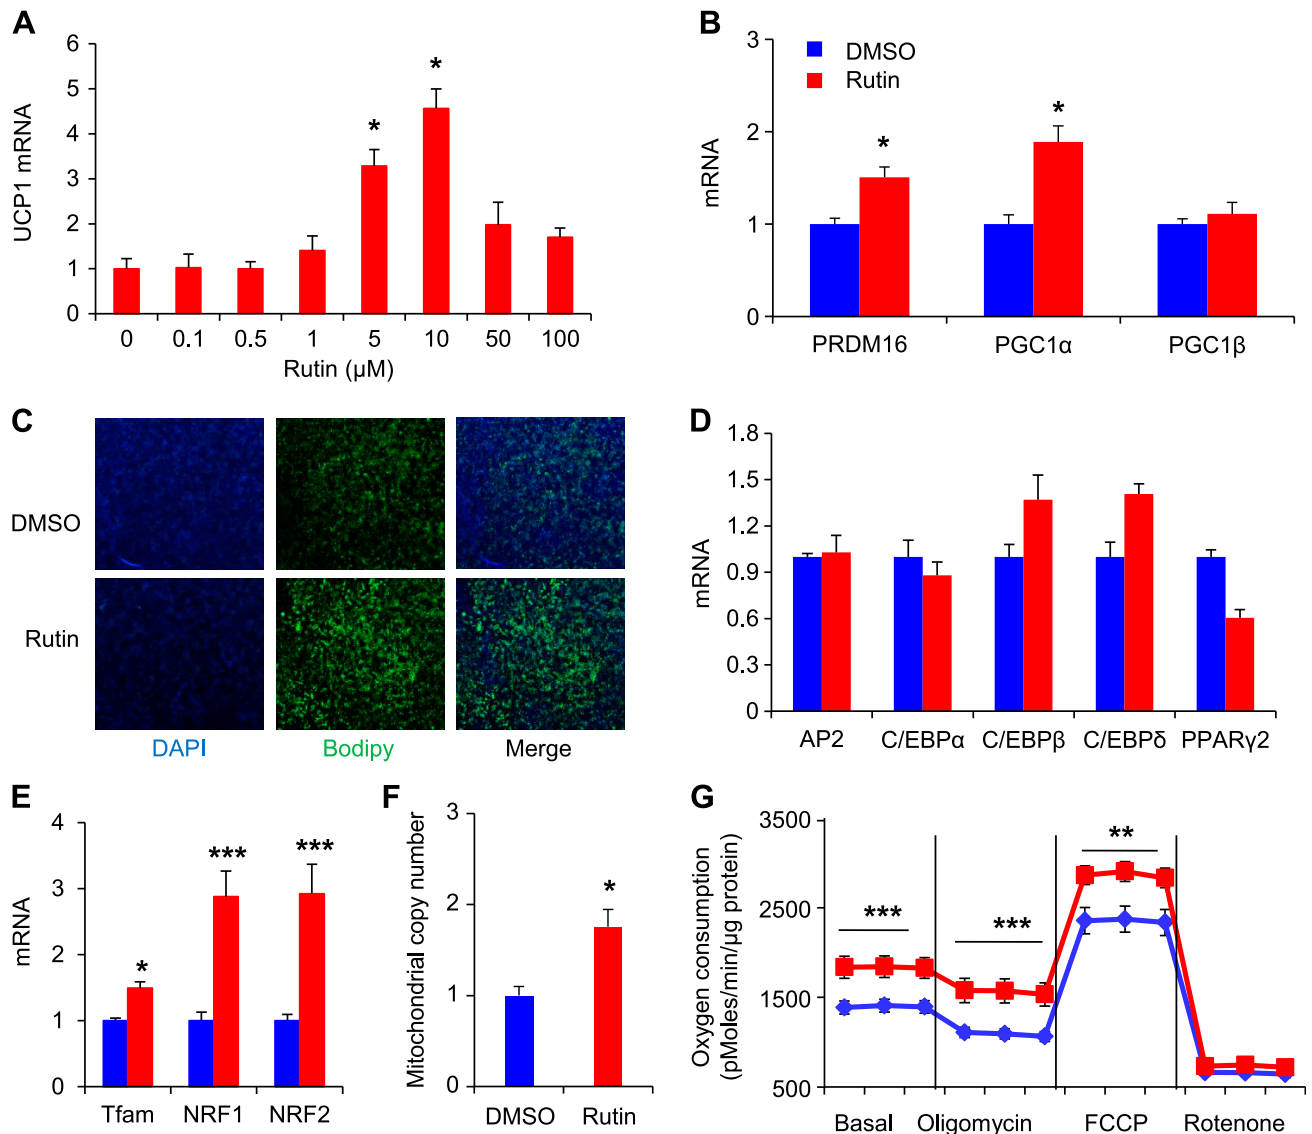 A
UCP1 mRNA
6
5
4
3
2
1
0
*
*
0 0.1 0.5 1 5 10 50 100
Rutin (µM)
B
mRNA
3
2
1
0
DMSO
Rutin
*
*
PRDM16 PGC1α PGC1β
C
DMSO
Rutin
DAPI Bodipy Merge
D
mRNA
1.8
1.5
1.2
0.9
0.6
0.3
0
AP2 C/EBPα C/EBPβ C/EBPδ PPARγ2
E
mRNA
4
3
2
1
0
*
***
***
Tfam NRF1 NRF2
F
Mitochondrial copy number
3
2
1
0
*
DMSO Rutin
G
Oxygen consumption
(pMoles/min/µg protein)
3500
2500
1500
500
***
***
**
Basal Oligomycin FCCP Rotenone